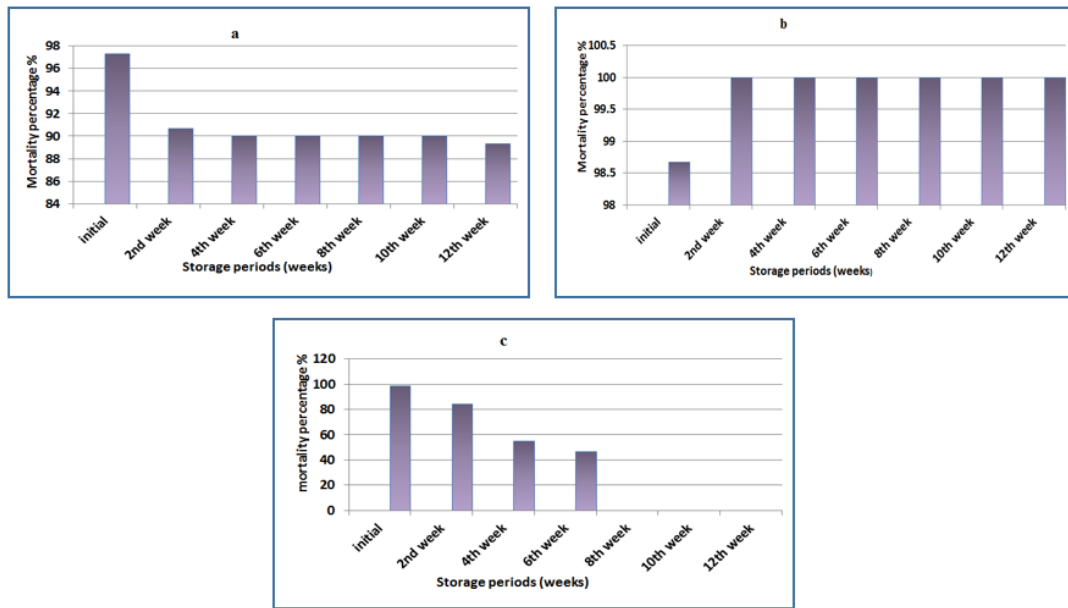 a
Mortality percentage %
98
96
94
92
90
88
86
84
initial
2nd week
4th week
6th week
8th week
10th week
12th week
Storage periods (weeks)
b
Mortality percentage %
100.5
100
99.5
99
98.5
98
initial
2nd week
4th week
6th week
8th week
10th week
12th week
Storage periods (weeks)
c
mortality percentage %
120
100
80
60
40
20
0
initial
2nd week
4th week
6th week
8th week
10th week
12th week
Storage periods (weeks)